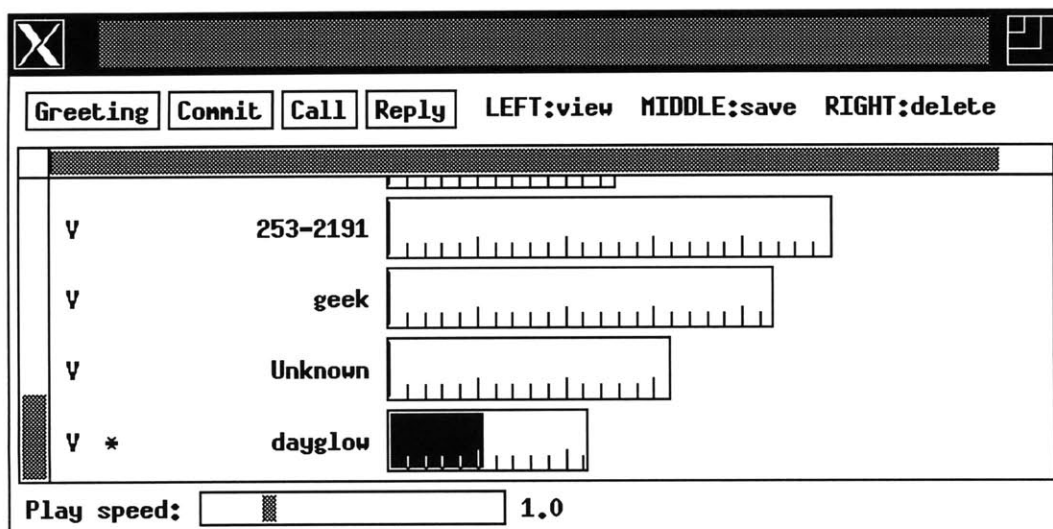 Greeting Commit Call Reply LEFT:view MIDDLE:save RIGHT:delete
V 253-2191
V geek
V Unknown
V * dayglow
Play speed: 1.0